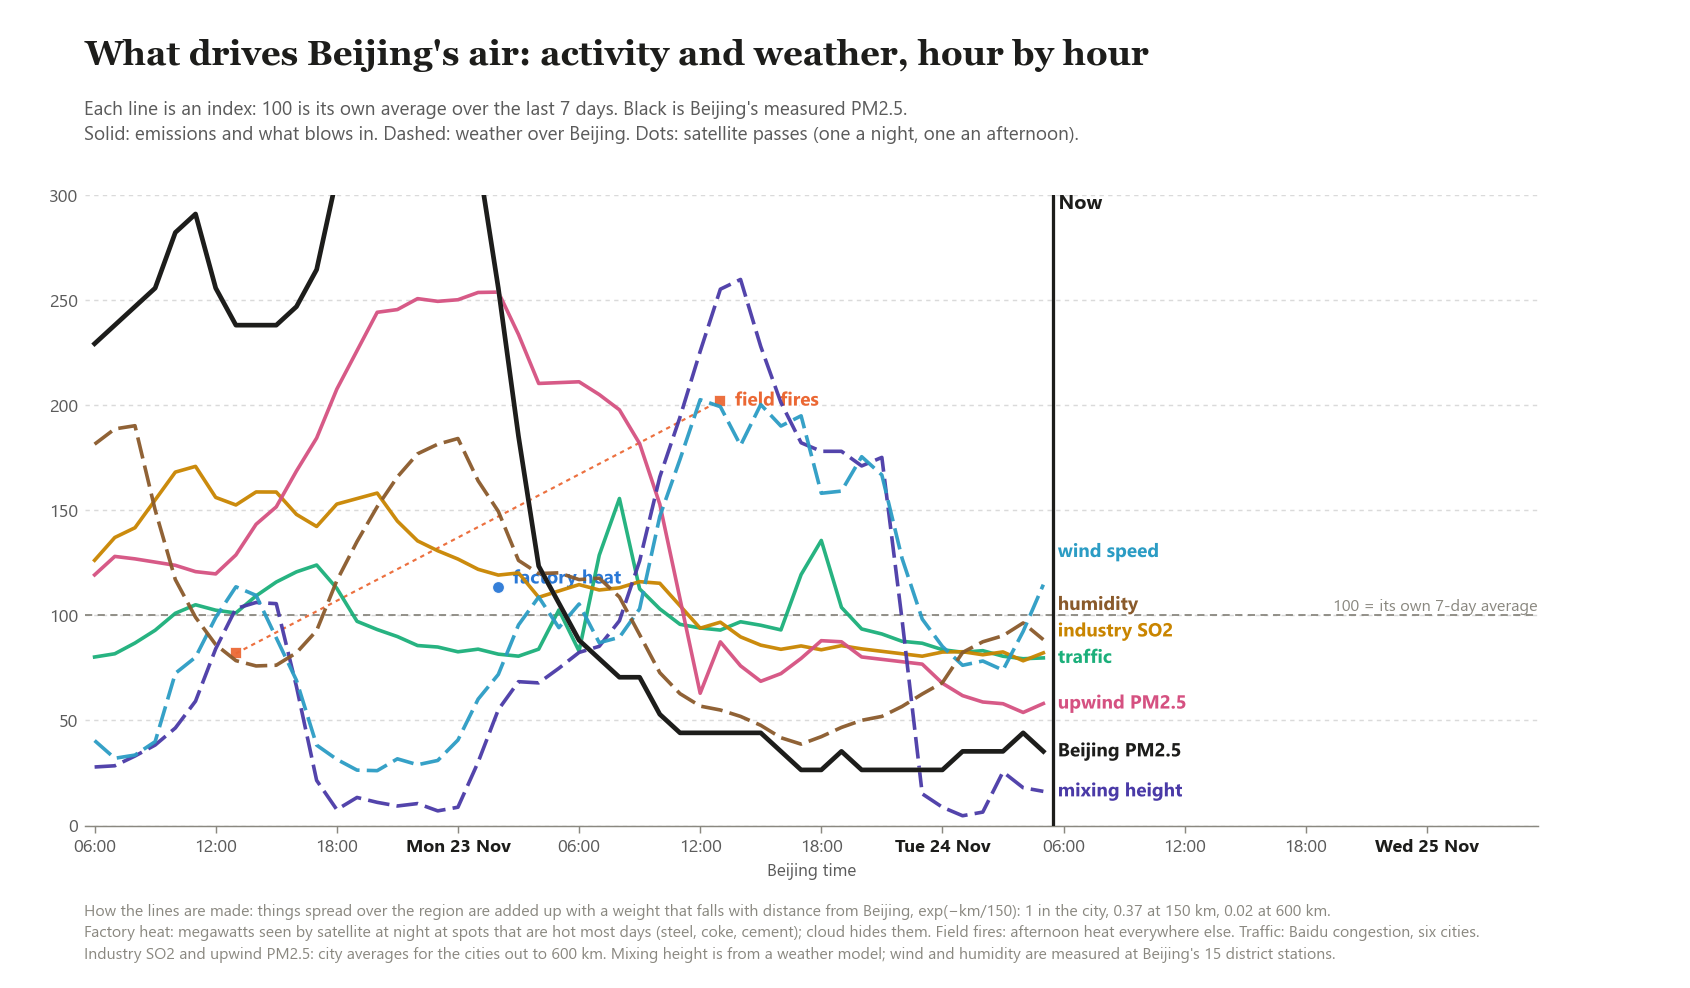 What drives Beijing's air: activity and weather, hour by hour
Each line is an index: 100 is its own average over the last 7 days. Black is Beijing's measured PM2.5.
Solid: emissions and what blows in. Dashed: weather over Beijing. Dots: satellite passes (one a night, one an afternoon).
300
Now
250
200
field fires
150
wind speed
factory heat
humidity
100 = its own 7-day average
100
industry SO2
traffic
upwind PM2.5
50
Beijing PM2.5
mixing height
0
06:00 12:00 18:00 Mon 23 Nov 06:00 12:00 18:00 Tue 24 Nov 06:00 12:00 18:00 Wed 25 Nov
Beijing time
How the lines are made: things spread over the region are added up with a weight that falls with distance from Beijing, exp(−km/150): 1 in the city, 0.37 at 150 km, 0.02 at 600 km.
Factory heat: megawatts seen by satellite at night at spots that are hot most days (steel, coke, cement); cloud hides them. Field fires: afternoon heat everywhere else. Traffic: Baidu congestion, six cities.
Industry SO2 and upwind PM2.5: city averages for the cities out to 600 km. Mixing height is from a weather model; wind and humidity are measured at Beijing's 15 district stations.